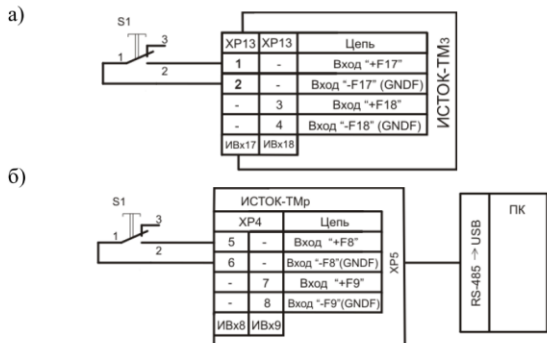 а)
S1
3
1
2
XP13 XP13 Цепь
1 - Вход "+F17"
2 - Вход "-F17" (GNDF)
- 3 Вход "+F18"
- 4 Вход "-F18" (GNDF)
ИВх17 ИВх18
ИСТОК-ТМ3
б)
S1
3
1
2
ИСТОК-ТМр
XP4 Цепь
5 - Вход "+F8"
6 - Вход "-F8"(GNDF)
- 7 Вход "+F9"
- 8 Вход "-F9"(GNDF)
ИВх8 ИВх9
XP5
RS-485 → USB
ПК